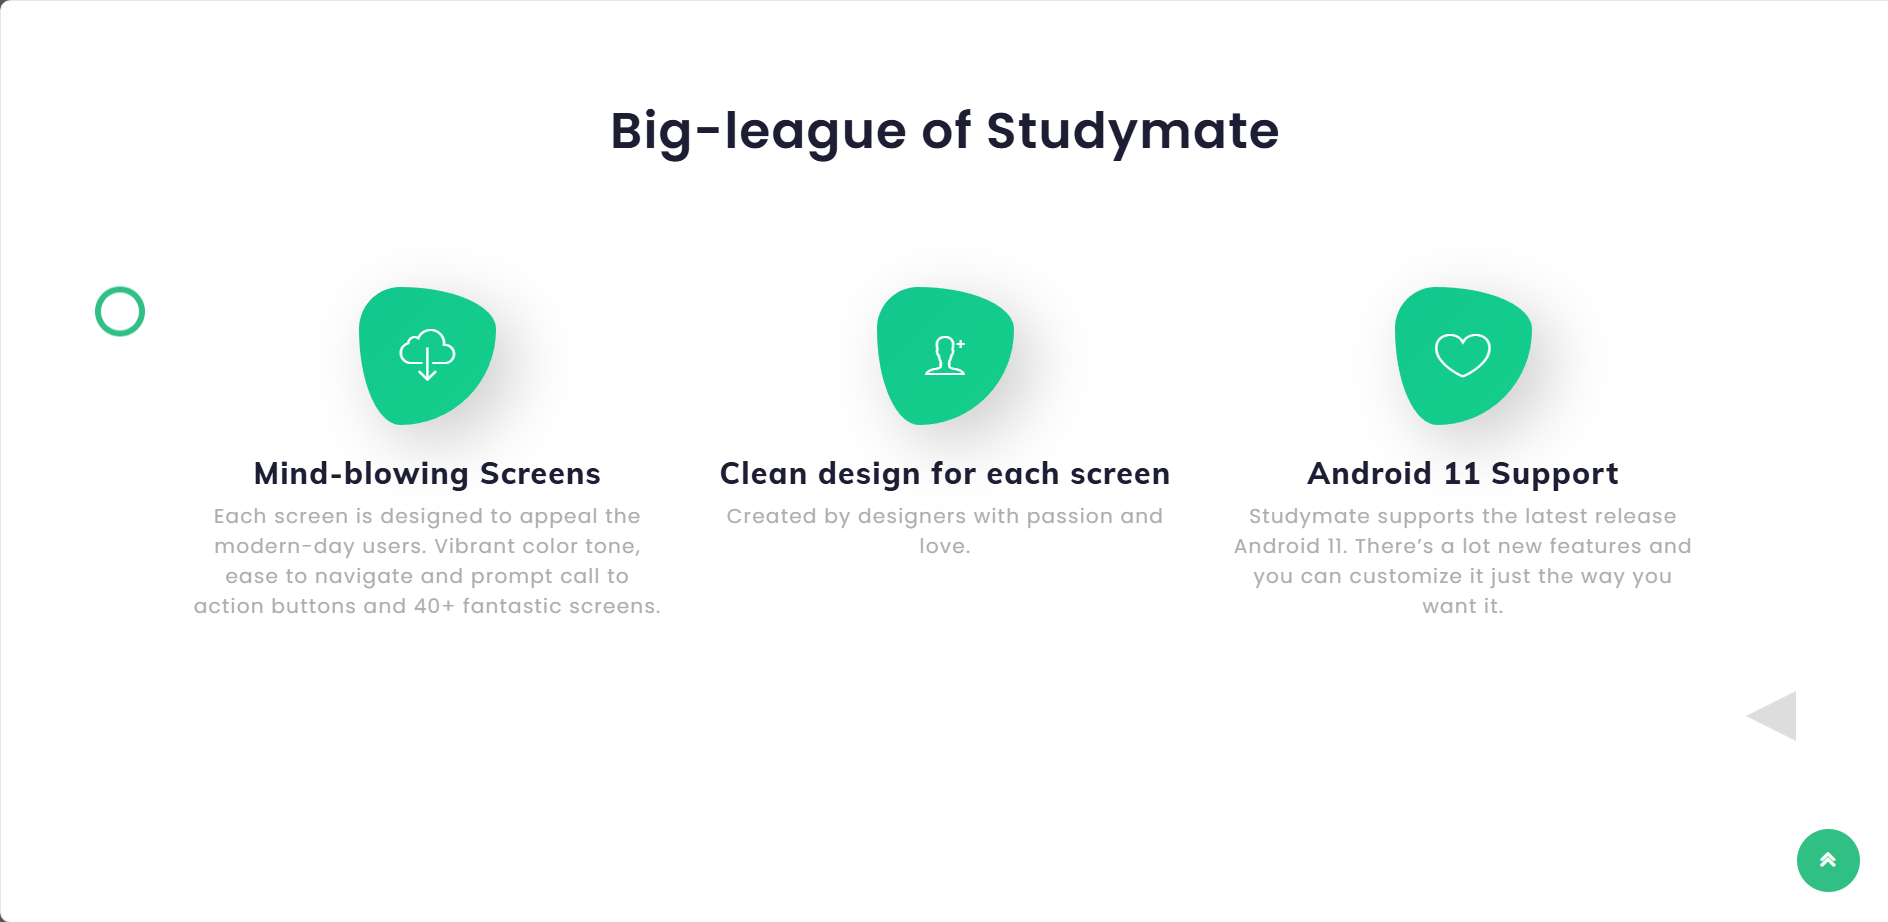 Big-league of Studymate
Mind-blowing Screens
Each screen is designed to appeal the
modern-day users. Vibrant color tone,
ease to navigate and prompt call to
action buttons and 40+ fantastic screens.
Clean design for each screen
Created by designers with passion and
love.
Android 11 Support
Studymate supports the latest release
Android 11. There’s a lot new features and
you can customize it just the way you
want it.